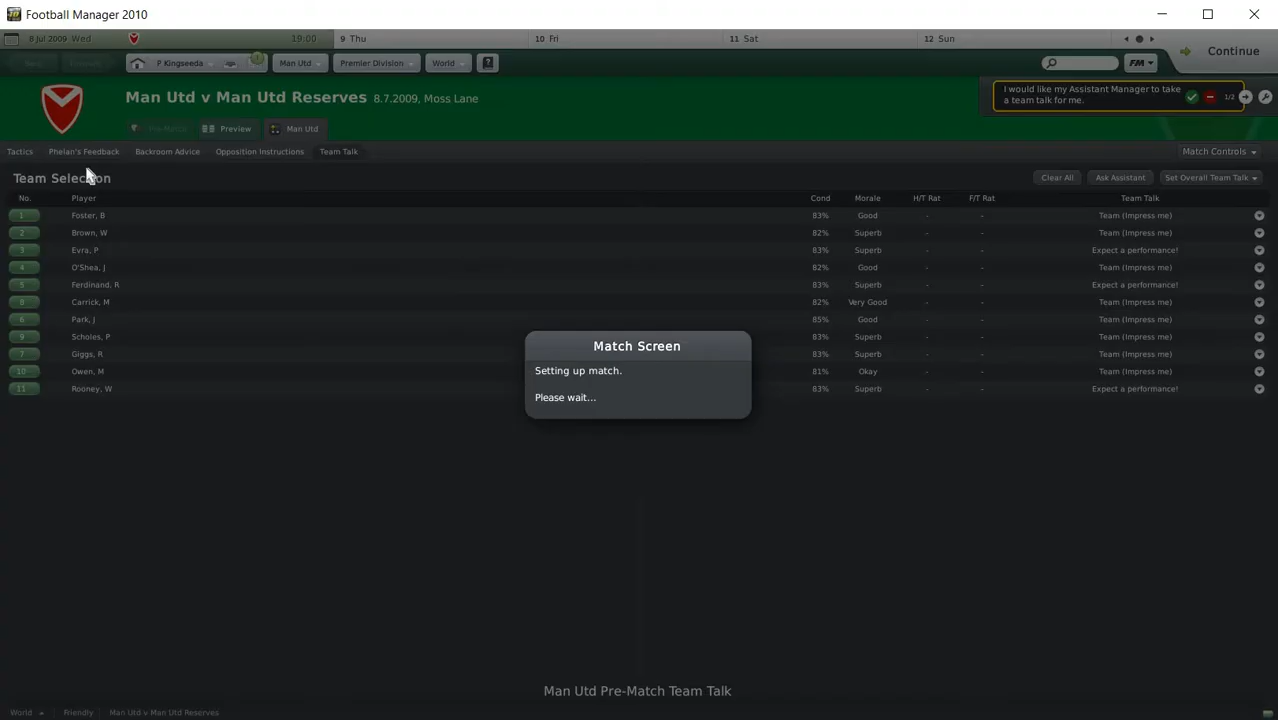 Football Manager 2010
8 Jul 2009 Wed 19:00 9 Thu 10 Fri 11 Sat 12 Sun
P Kingseeda Man Utd Premier Division World ? FM Continue
Man Utd v Man Utd Reserves 8.7.2009, Moss Lane
I would like my Assistant Manager to take
a team talk for me.
1/2
Pre-Match Preview Man Utd
Tactics Phelan's Feedback Backroom Advice Opposition Instructions Team Talk Match Controls
Team Selection Clear All Ask Assistant Set Overall Team Talk
No. Player Cond Morale H/T Rat F/T Rat Team Talk
1 Foster, B 83% Good - - Team (Impress me)
2 Brown, W 82% Superb - - Team (Impress me)
3 Evra, P 83% Superb - - Expect a performance!
4 O'Shea, J 82% Good - - Team (Impress me)
5 Ferdinand, R 83% Superb - - Expect a performance!
8 Carrick, M 82% Very Good - - Team (Impress me)
6 Park, J 85% Good - - Team (Impress me)
9 Scholes, P 83% Superb - - Team (Impress me)
7 Giggs, R 83% Superb - - Team (Impress me)
10 Owen, M 81% Okay - - Team (Impress me)
11 Rooney, W 83% Superb - - Expect a performance!
Match Screen
Setting up match.
Please wait...
Man Utd Pre-Match Team Talk
World Friendly Man Utd v Man Utd Reserves